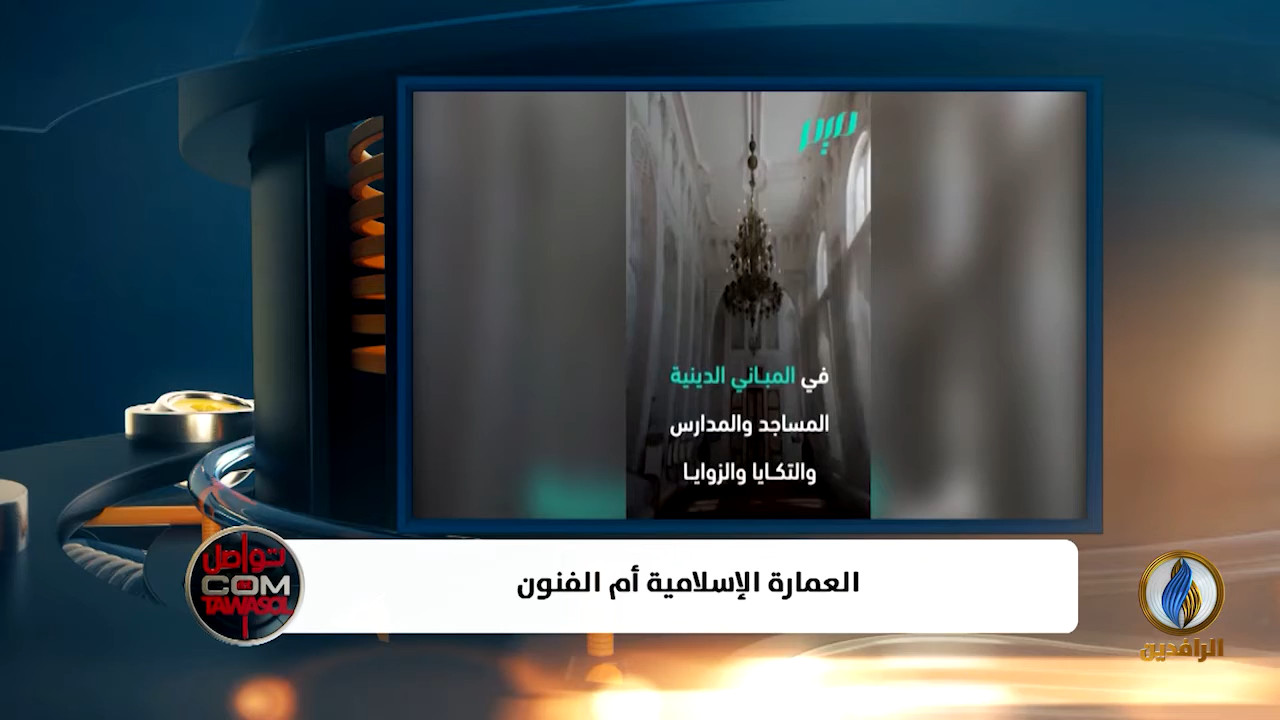 في المباني الدينية
المساجد والمدارس
والتكايا والزوايا
العمارة الإسلامية أم الفنون
تواصل
COM
TAWASOL
الرافدين